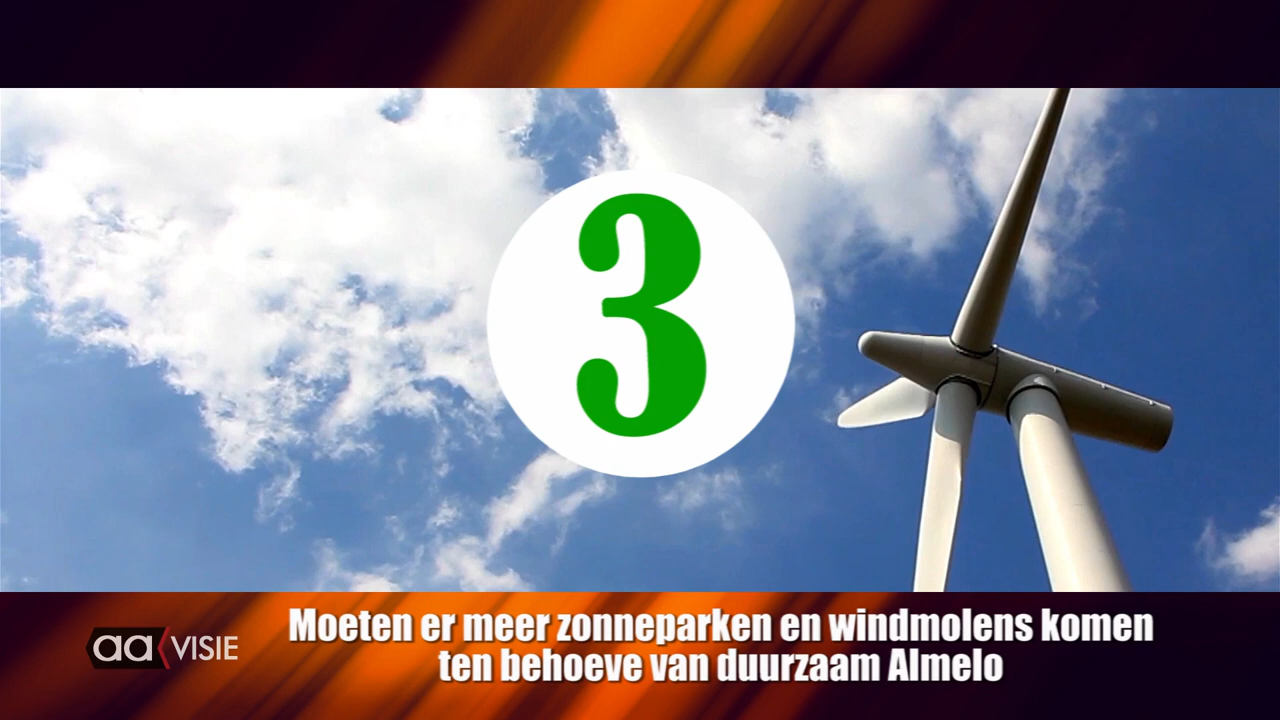 3
Moeten er meer zonneparken en windmolens komen
ten behoeve van duurzaam Almelo
aa VISIE